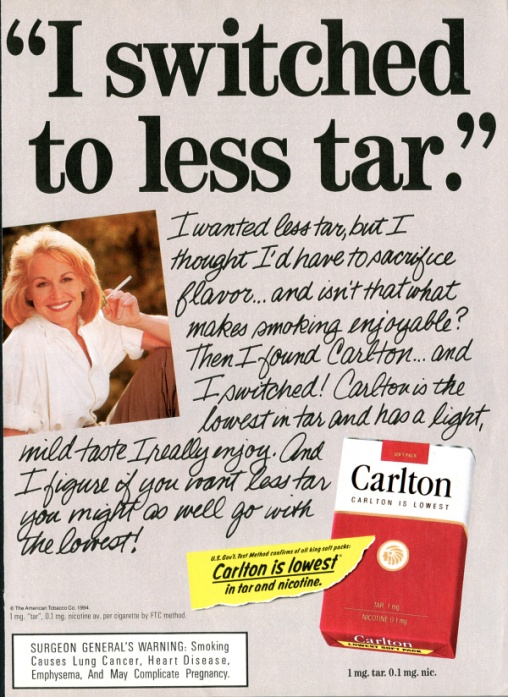 “I switched
to less tar.”
I wanted less tar, but I
thought I'd have to sacrifice
flavor... and isn't that what
makes smoking enjoyable?
Then I found Carlton... and
I switched! Carlton is the
lowest in tar and has a light,
mild taste I really enjoy. And
I figure if you want less tar
you might as well go with
the lowest!
SOFT PACK
Carlton
CARLTON IS LOWEST
U.S. Gov't. Test Method confirms of all king soft packs:
Carlton is lowest
in tar and nicotine.
TAR 1 mg.
NICOTINE 0.1 mg.
Carlton
LOWEST SOFT PACK
© The American Tobacco Co. 1994.
1 mg. "tar", 0.1 mg. nicotine av. per cigarette by FTC method.
SURGEON GENERAL'S WARNING: Smoking
Causes Lung Cancer, Heart Disease,
Emphysema, And May Complicate Pregnancy.
1 mg. tar. 0.1 mg. nic.